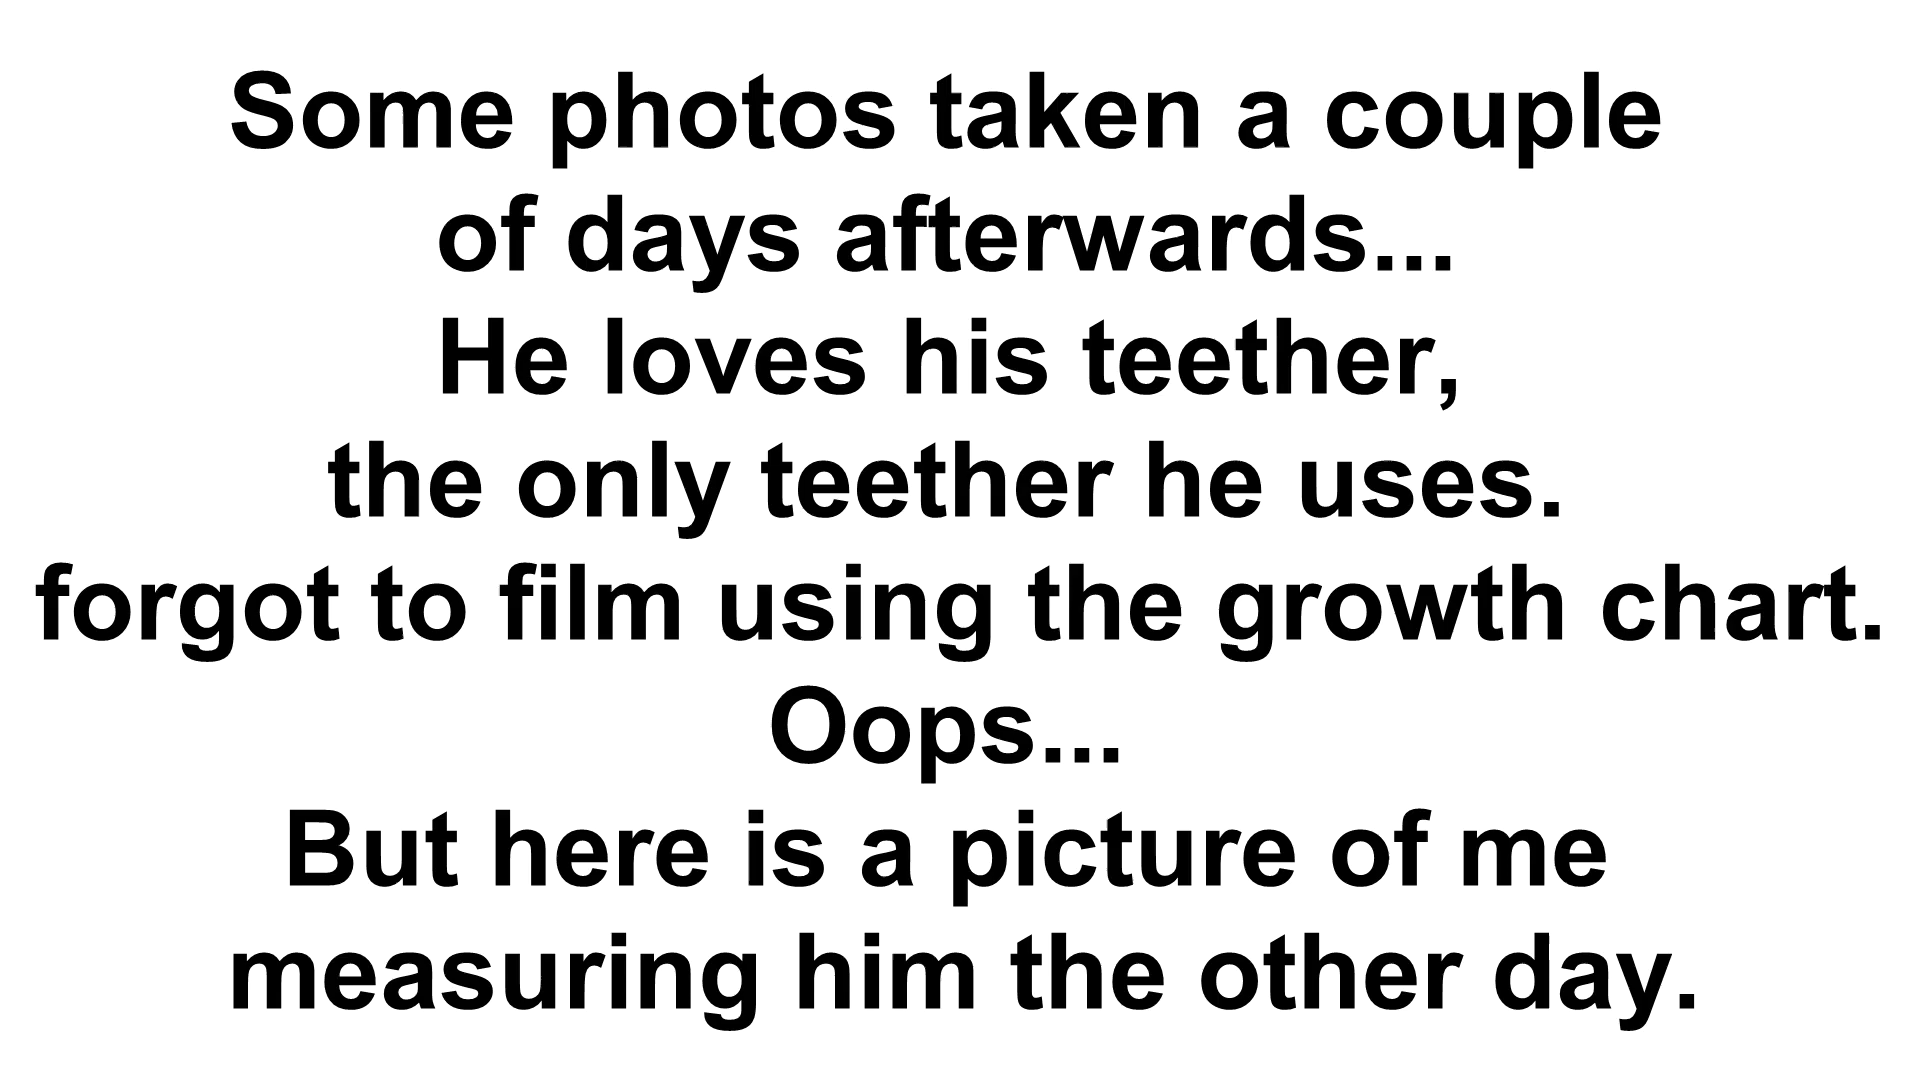 Some photos taken a couple
of days afterwards...
He loves his teether,
the only teether he uses.
forgot to film using the growth chart.
Oops...
But here is a picture of me
measuring him the other day.